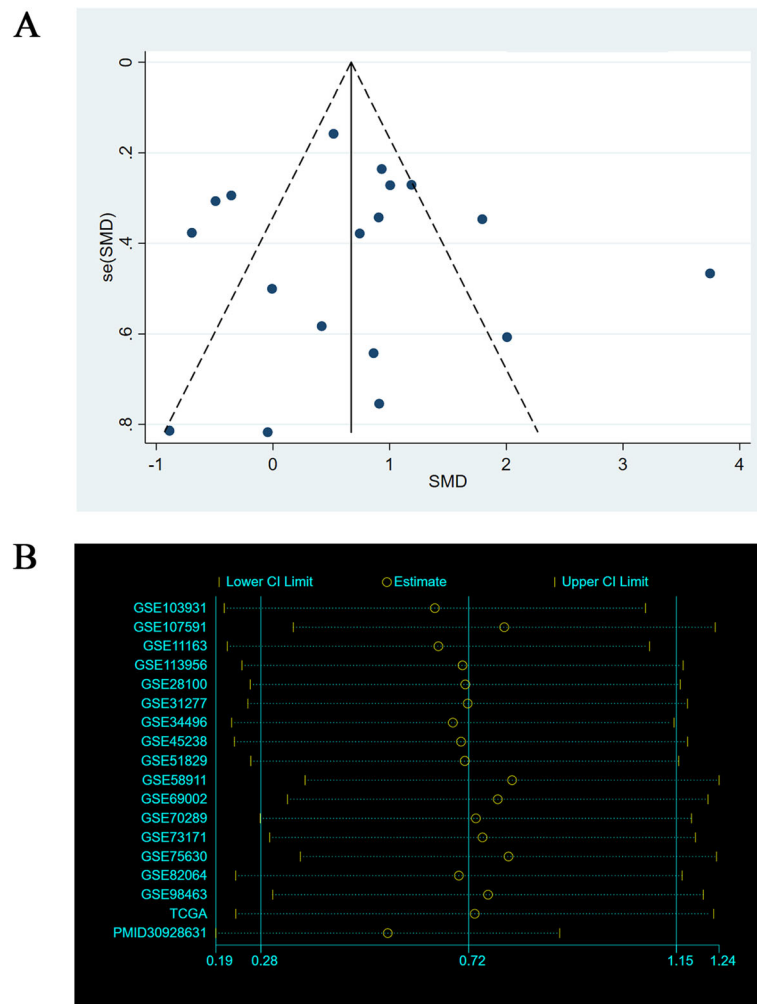 A
0
.2
.4
.6
.8
se(SMD)
-1 0 1 2 3 4
SMD
B
Lower CI Limit Estimate Upper CI Limit
GSE103931
GSE107591
GSE11163
GSE113956
GSE28100
GSE31277
GSE34496
GSE45238
GSE51829
GSE58911
GSE69002
GSE70289
GSE73171
GSE75630
GSE82064
GSE98463
TCGA
PMID30928631
0.19 0.28 0.72 1.15 1.24